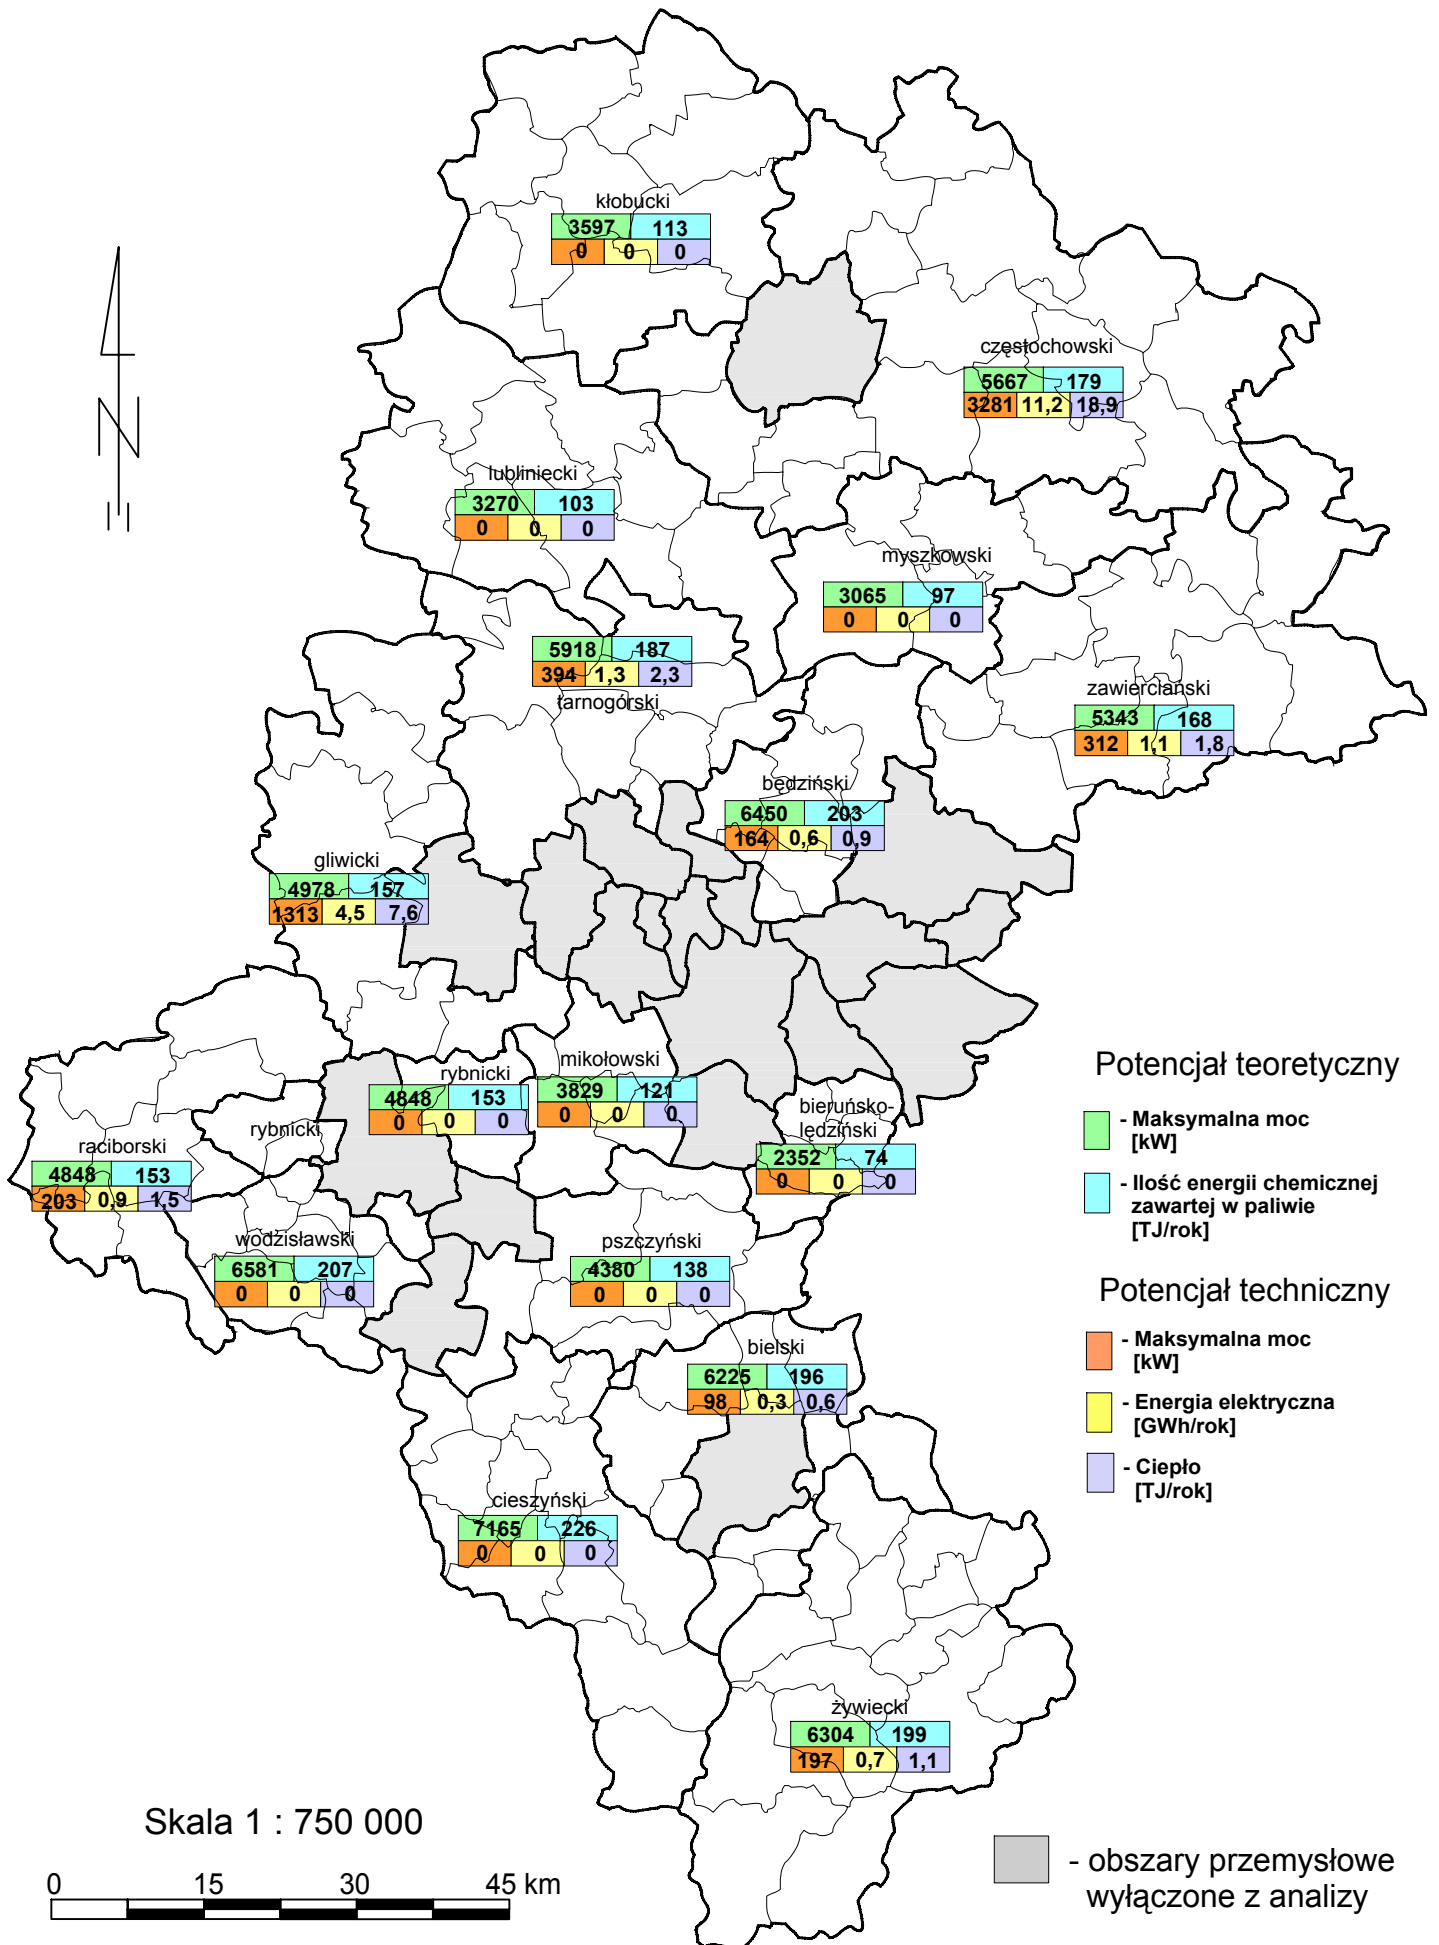 kłobucki
3597 113
0 0 0
częstochowski
5667 179
3281 11,2 18,9
N
lubliniecki
3270 103
0 0 0
myszkowski
3065 97
0 0 0
5918 187
394 1,3 2,3
tarnogórski
zawierciański
5343 168
312 1,1 1,8
będziński
6450 203
164 0,6 0,9
gliwicki
4978 157
1313 4,5 7,6
rybnicki
4848 153
0 0 0
mikołowski
3829 121
0 0 0
bieruńsko-
lędziński
2352 74
0 0 0
rybnicki
raciborski
4848 153
203 0,9 1,5
wodzisławski
6581 207
0 0 0
pszczyński
4380 138
0 0 0
bielski
6225 196
98 0,3 0,6
cieszyński
7165 226
0 0 0
żywiecki
6304 199
197 0,7 1,1
Potencjał teoretyczny
- Maksymalna moc
[kW]
- Ilość energii chemicznej
zawartej w paliwie
[TJ/rok]
Potencjał techniczny
- Maksymalna moc
[kW]
- Energia elektryczna
[GWh/rok]
- Ciepło
[TJ/rok]
Skala 1 : 750 000
0 15 30 45 km
- obszary przemysłowe
wyłączone z analizy